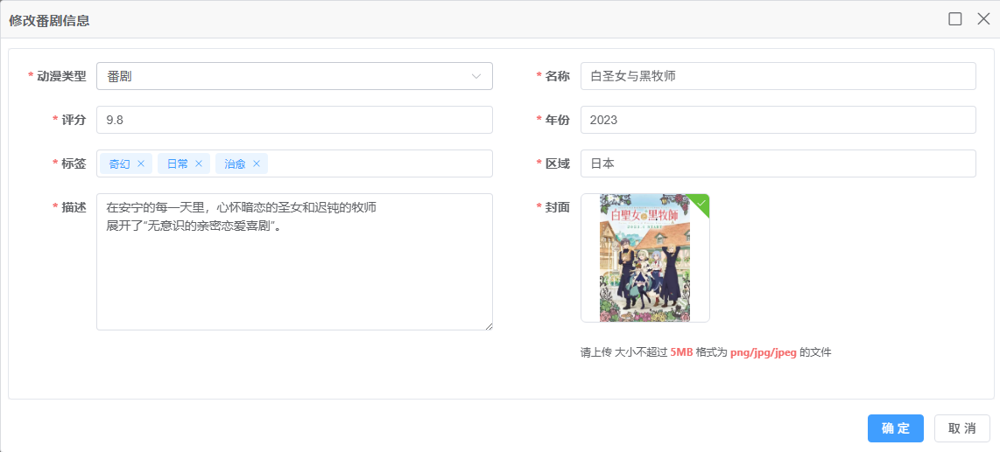 修改番剧信息
* 动漫类型 番剧
* 名称 白圣女与黑牧师
* 评分 9.8
* 年份 2023
* 标签 奇幻 × 日常 × 治愈 ×
* 区域 日本
* 描述 在安宁的每一天里，心怀暗恋的圣女和迟钝的牧师
展开了“无意识的亲密恋爱喜剧”。
* 封面
白聖女と黒牧師
请上传 大小不超过 5MB 格式为 png/jpg/jpeg 的文件
确 定
取 消